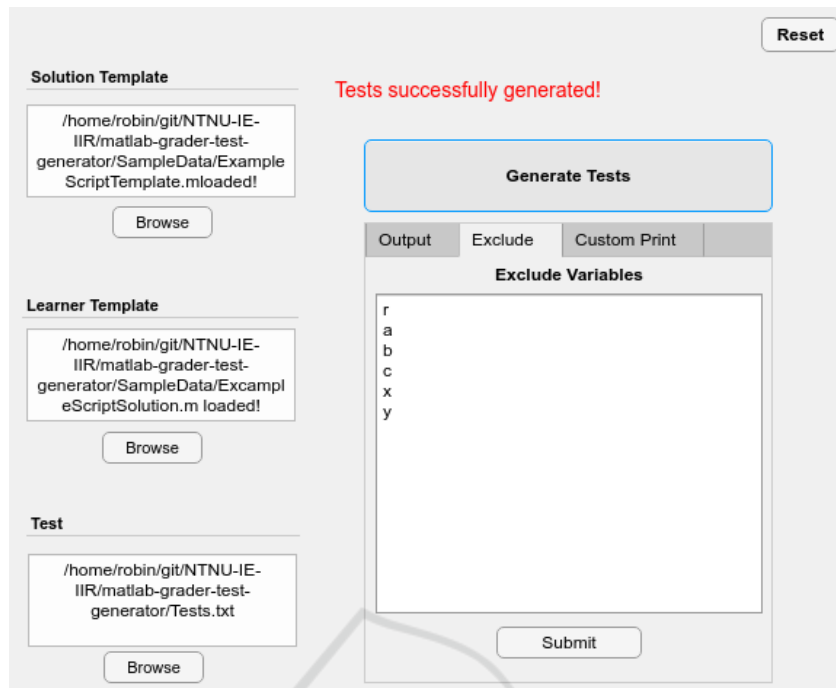 Reset
Solution Template
/home/robin/git/NTNU-IE-
IIR/matlab-grader-test-
generator/SampleData/Example
ScriptTemplate.mloaded!
Browse
Learner Template
/home/robin/git/NTNU-IE-
IIR/matlab-grader-test-
generator/SampleData/Excampl
eScriptSolution.m loaded!
Browse
Test
/home/robin/git/NTNU-IE-
IIR/matlab-grader-test-
generator/Tests.txt
Browse
Tests successfully generated!
Generate Tests
Output Exclude Custom Print
Exclude Variables
r
a
b
c
x
y
Submit